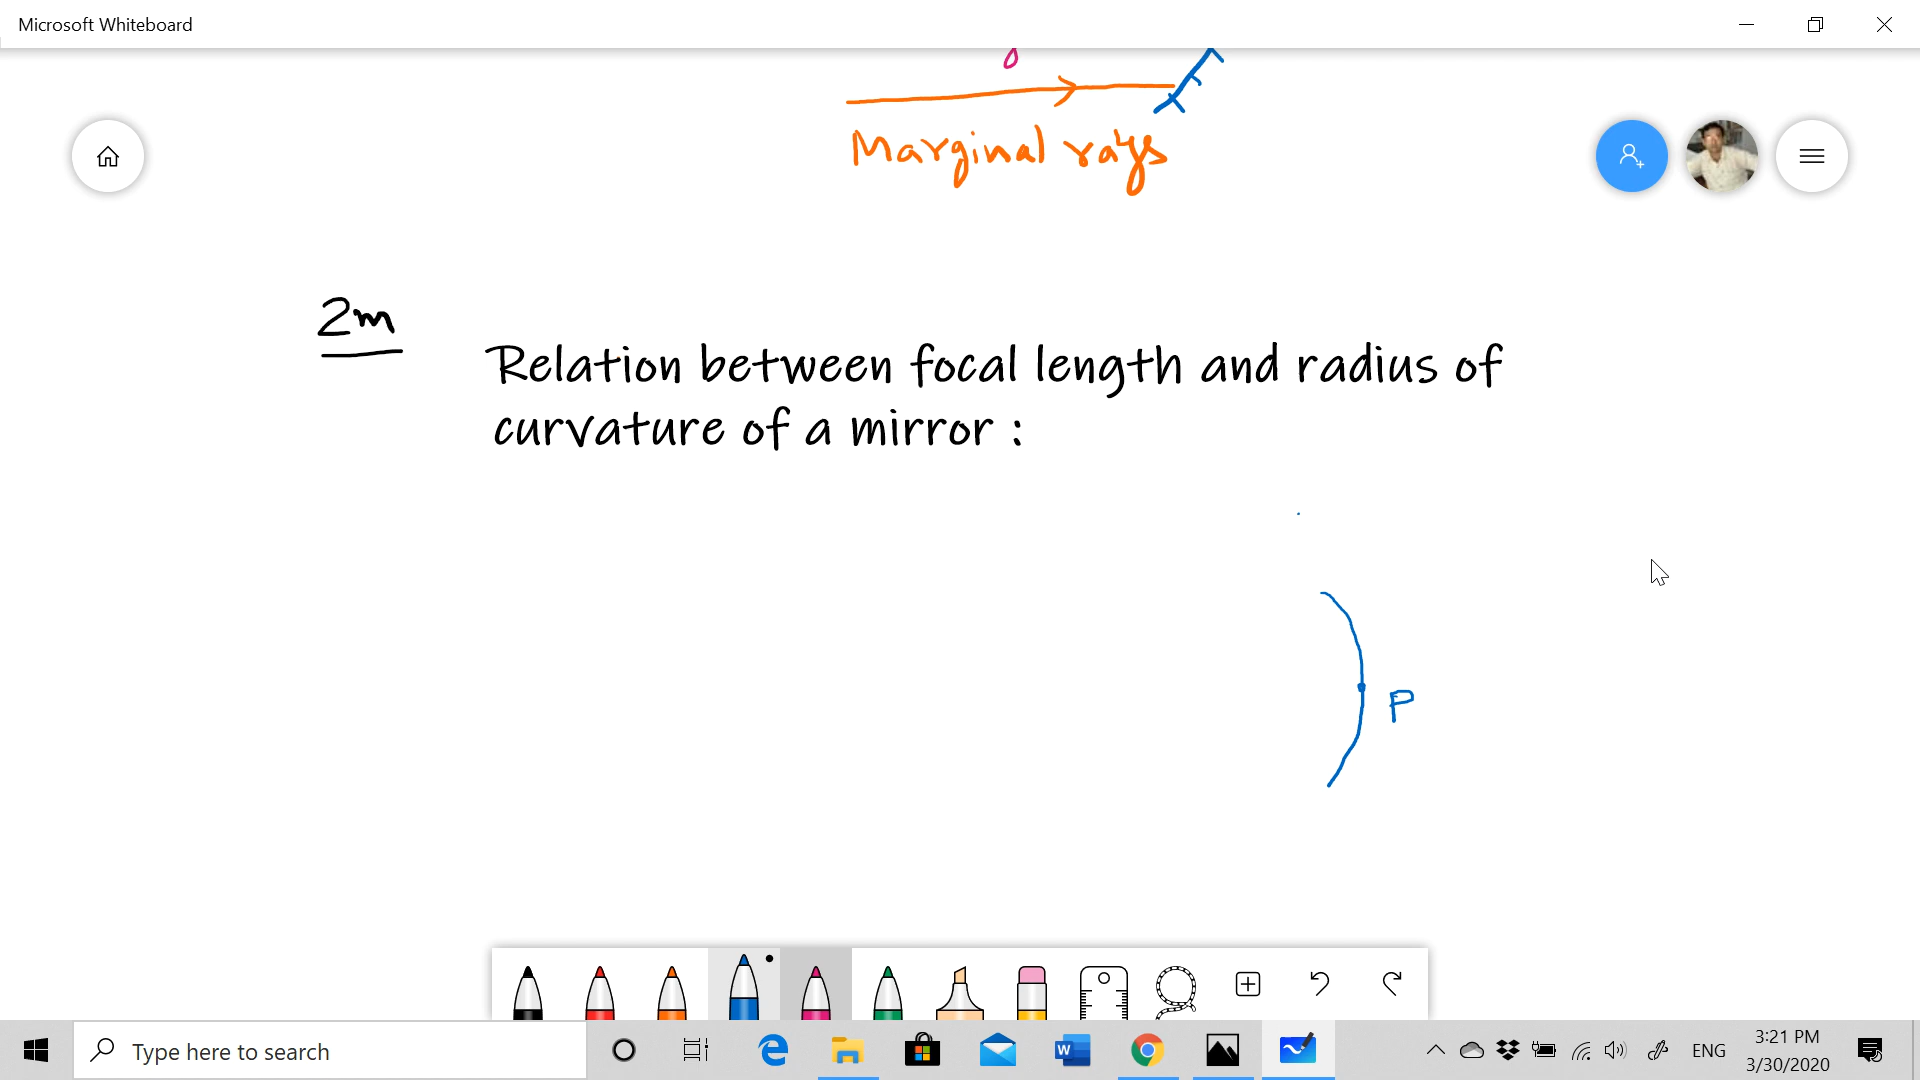 Microsoft Whiteboard
Marginal rays
2m
Relation between focal length and radius of
curvature of a mirror :
P
Type here to search
W
ENG
3:21 PM
3/30/2020